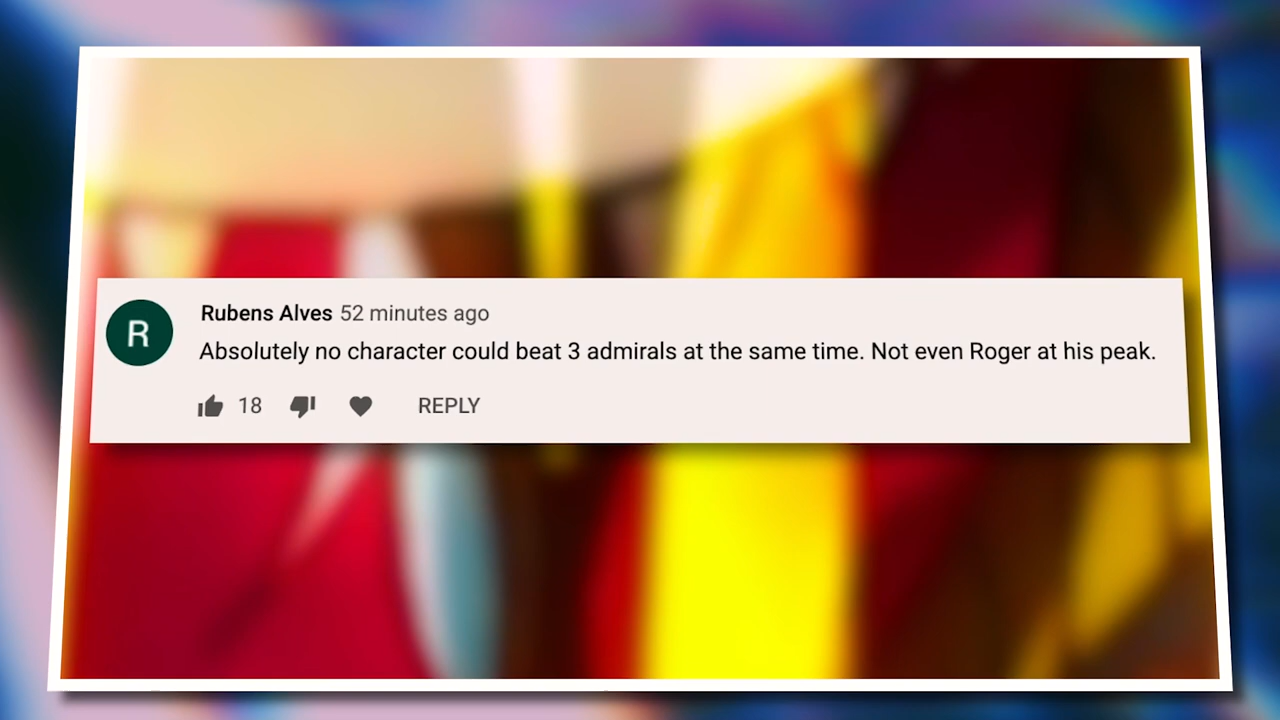 R
Rubens Alves 52 minutes ago
Absolutely no character could beat 3 admirals at the same time. Not even Roger at his peak.
18 REPLY